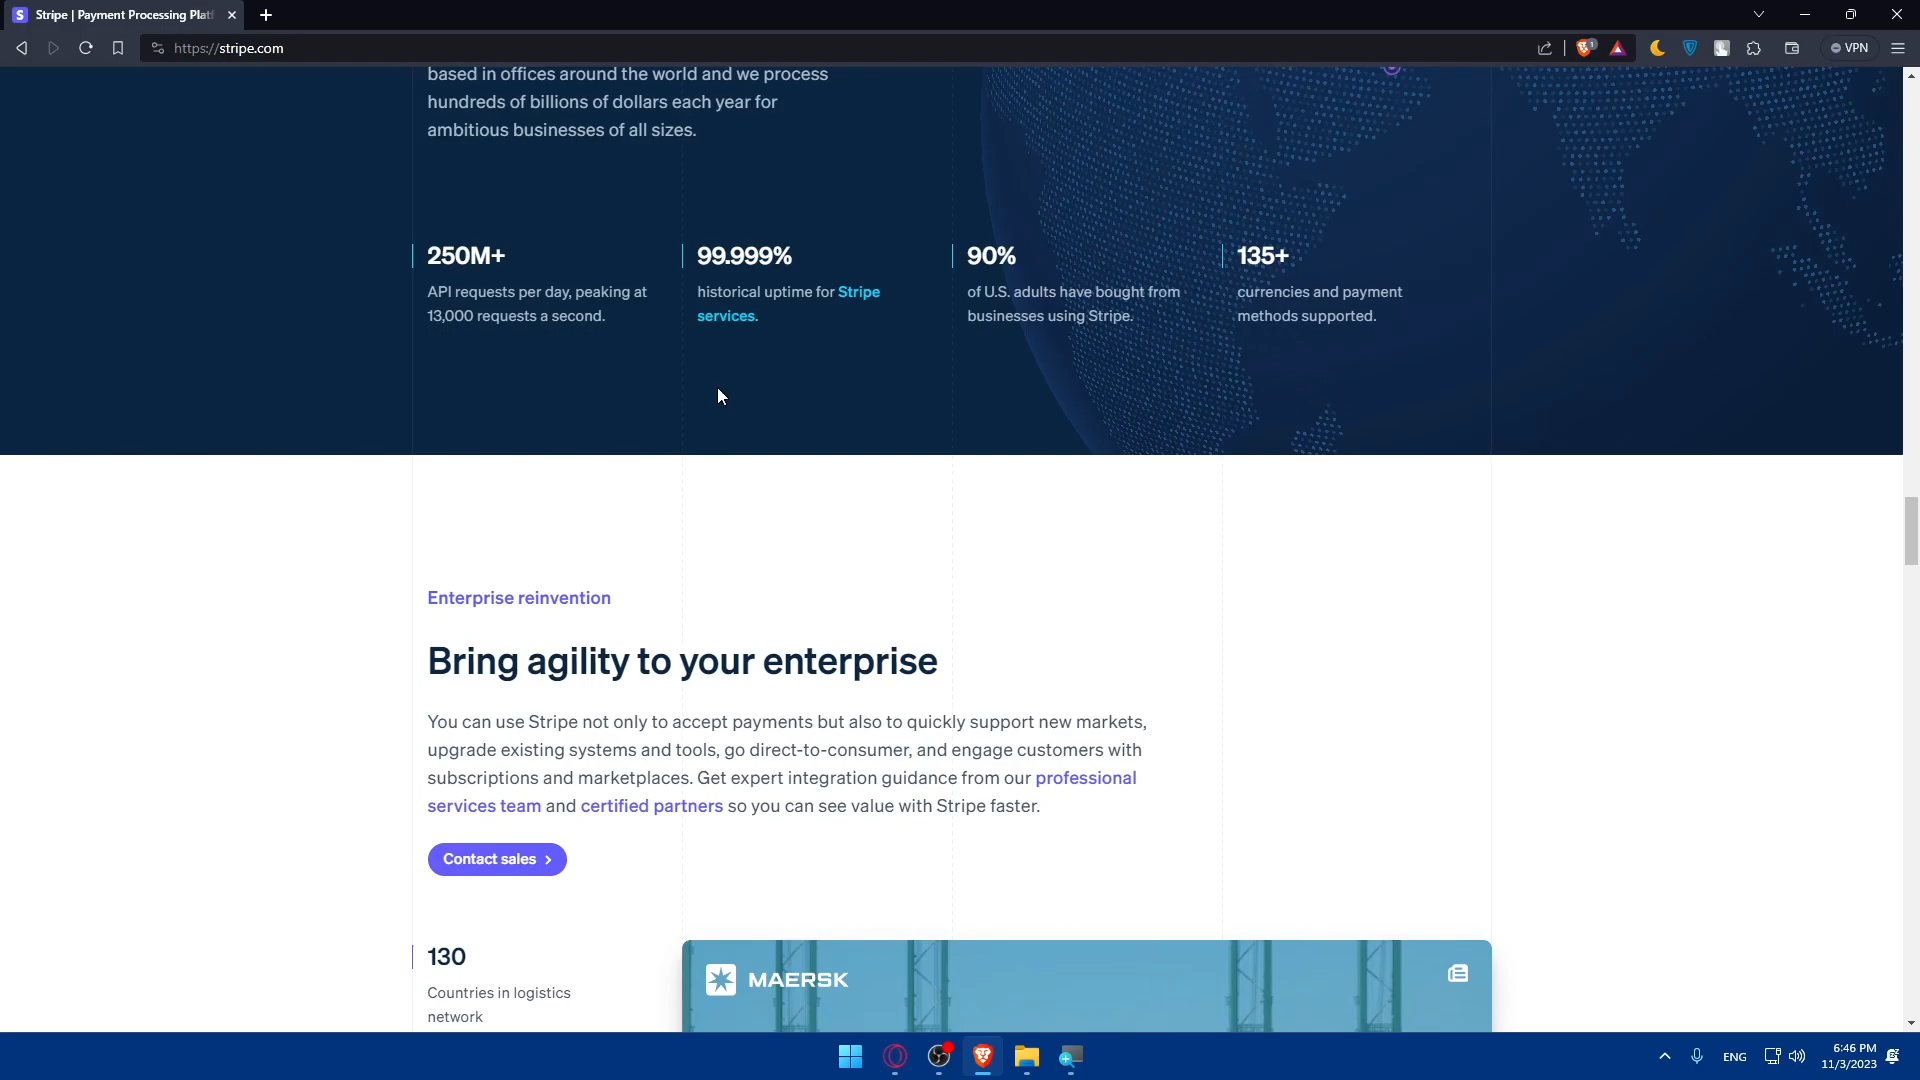 Stripe | Payment Processing Platf
https://stripe.com
VPN
based in offices around the world and we process
hundreds of billions of dollars each year for
ambitious businesses of all sizes.
250M+
API requests per day, peaking at
13,000 requests a second.
99.999%
historical uptime for Stripe
services.
90%
of U.S. adults have bought from
businesses using Stripe.
135+
currencies and payment
methods supported.
Enterprise reinvention
Bring agility to your enterprise
You can use Stripe not only to accept payments but also to quickly support new markets,
upgrade existing systems and tools, go direct-to-consumer, and engage customers with
subscriptions and marketplaces. Get expert integration guidance from our professional
services team and certified partners so you can see value with Stripe faster.
Contact sales
130
Countries in logistics
network
MAERSK
ENG
6:46 PM
11/3/2023